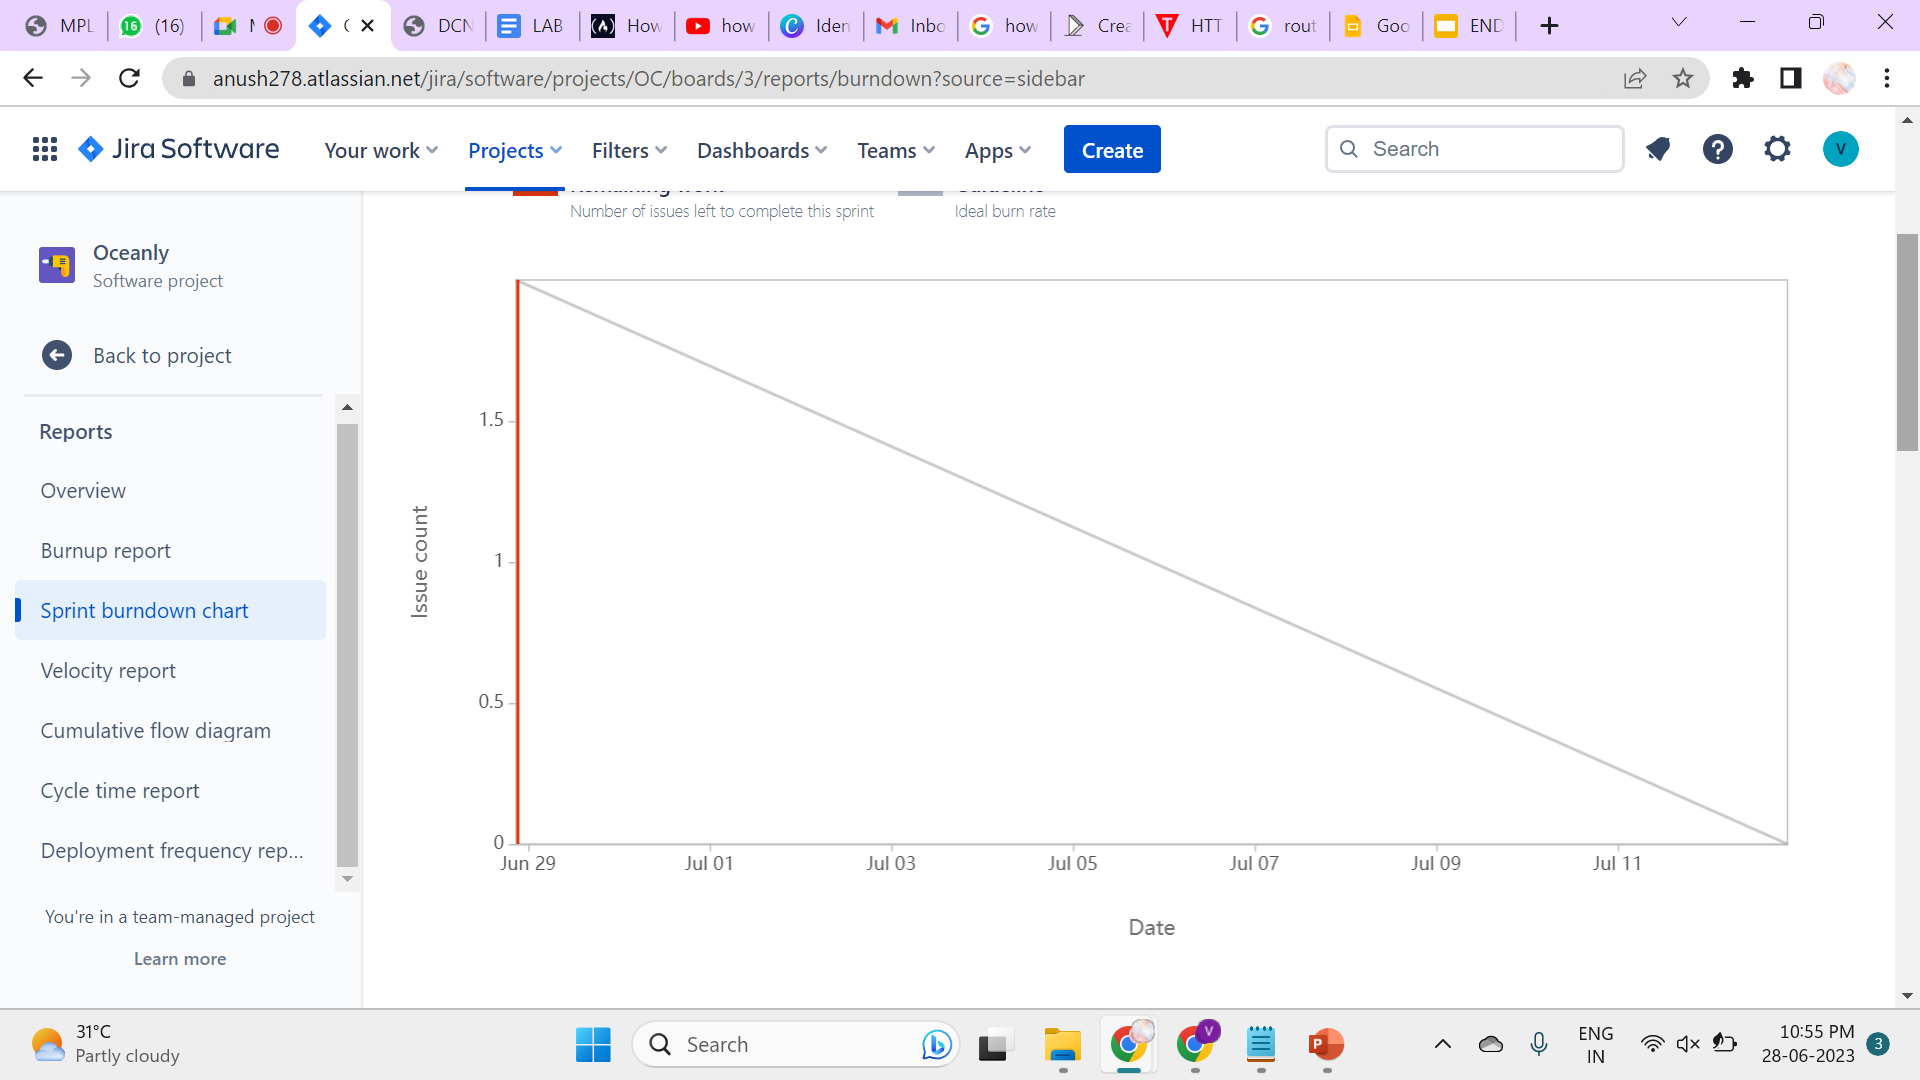 MPL
16 (16)
DCN
LAB
How
how
Iden
Inbo
how
Crea
HTT
rout
Goo
END
anush278.atlassian.net/jira/software/projects/OC/boards/3/reports/burndown?source=sidebar
Jira Software
Your work
Projects
Filters
Dashboards
Teams
Apps
Create
Search
V
Remaining work
Guideline
Number of issues left to complete this sprint
Ideal burn rate
Oceanly
Software project
Back to project
Reports
Overview
Burnup report
Sprint burndown chart
Velocity report
Cumulative flow diagram
Cycle time report
Deployment frequency rep...
You're in a team-managed project
Learn more
1.5
1
0.5
0
Issue count
Jun 29
Jul 01
Jul 03
Jul 05
Jul 07
Jul 09
Jul 11
Date
31°C
Partly cloudy
Search
V
P
ENG
IN
10:55 PM
28-06-2023
3